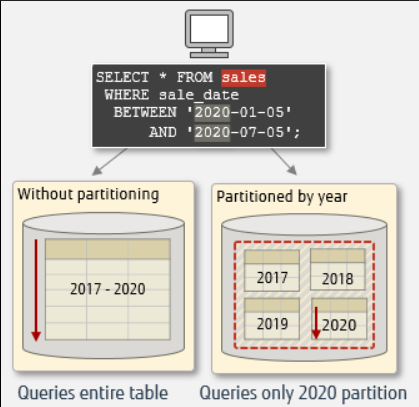 SELECT * FROM sales
WHERE sale_date
BETWEEN '2020-01-05'
AND '2020-07-05';
Without partitioning
2017 - 2020
Queries entire table
Partitioned by year
2017
2018
2019
2020
Queries only 2020 partition